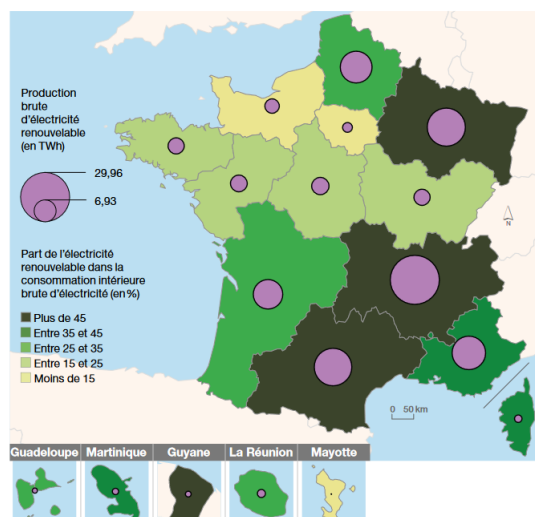 Production
brute
d'électricité
renouvelable
(en TWh)
29,96
6,93
N
Part de l'électricité
renouvelable dans la
consommation intérieure
brute d'électricité (en %)
Plus de 45
Entre 35 et 45
Entre 25 et 35
Entre 15 et 25
Moins de 15
0 50 km
Guadeloupe Martinique Guyane La Réunion Mayotte